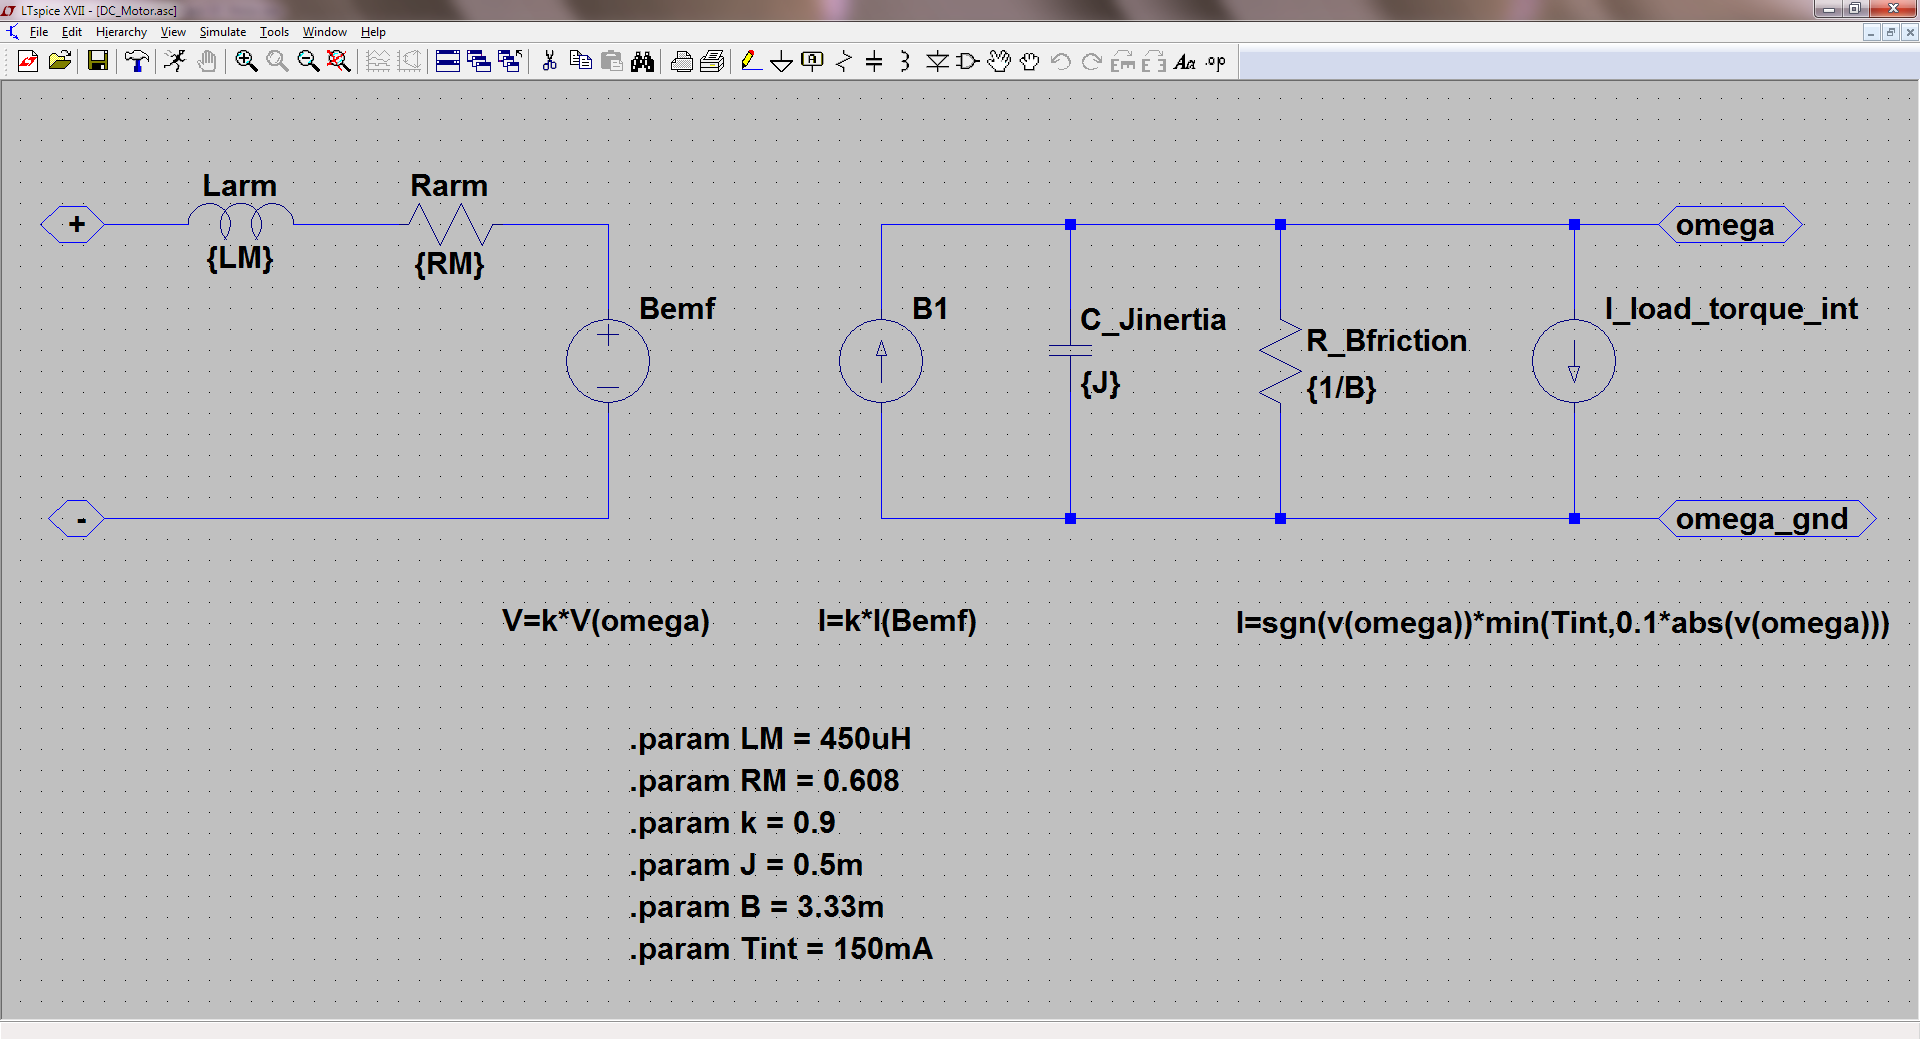 LTspice XVII - [DC_Motor.asc]
File Edit Hierarchy View Simulate Tools Window Help
Larm
Rarm
+
omega
{LM}
{RM}
Bemf
B1
C_Jinertia
{J}
R_Bfriction
{1/B}
I_load_torque_int
-
omega_gnd
V=k*V(omega)
I=k*I(Bemf)
I=sgn(v(omega))*min(Tint,0.1*abs(v(omega)))
.param LM = 450uH
.param RM = 0.608
.param k = 0.9
.param J = 0.5m
.param B = 3.33m
.param Tint = 150mA